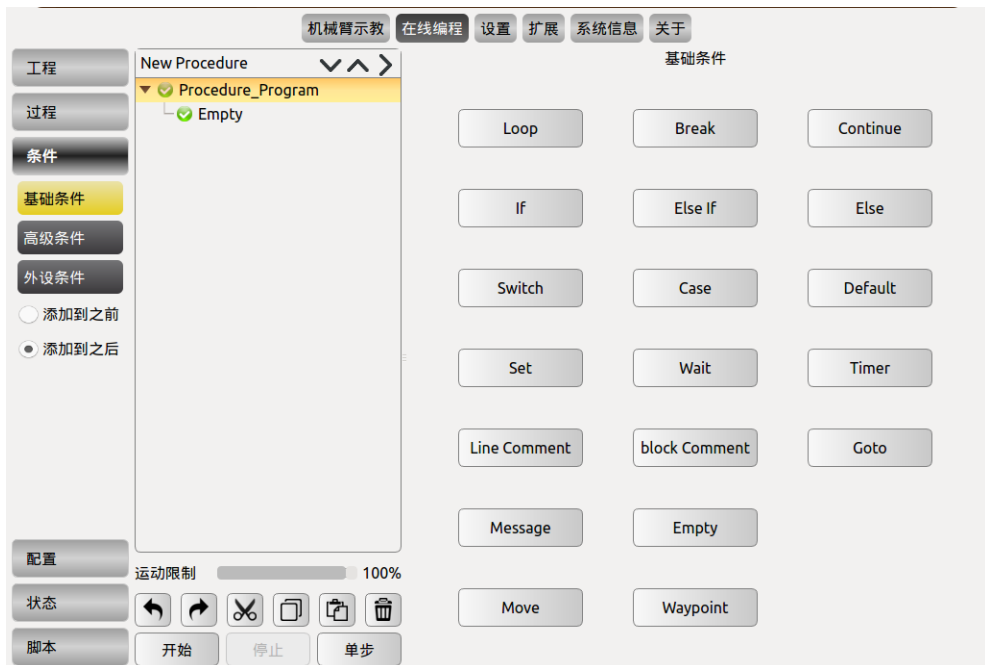 机械臂示教 在线编程 设置 扩展 系统信息 关于
工程
过程
条件
基础条件
高级条件
外设条件
添加到之前
添加到之后
配置
状态
脚本
New Procedure
Procedure_Program
Empty
运动限制 100%
开始 停止 单步
基础条件
Loop Break Continue
If Else If Else
Switch Case Default
Set Wait Timer
Line Comment block Comment Goto
Message Empty
Move Waypoint